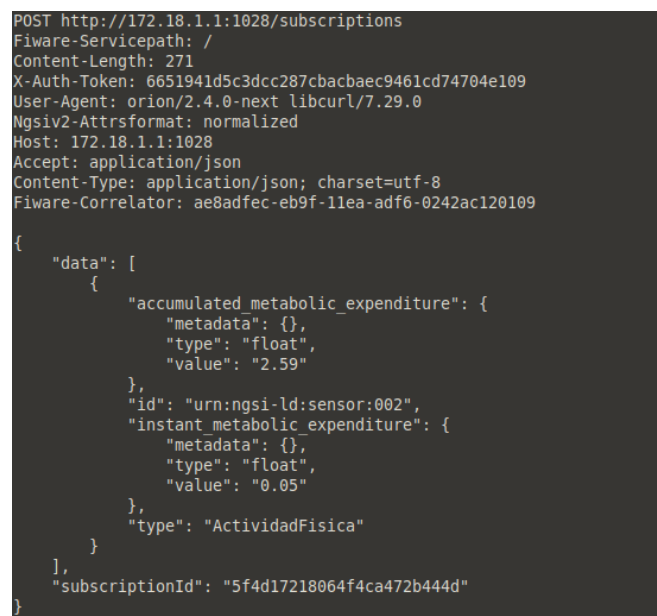 POST http://172.18.1.1:1028/subscriptions
Fiware-Servicepath: /
Content-Length: 271
X-Auth-Token: 6651941d5c3dcc287cbacbaec9461cd74704e109
User-Agent: orion/2.4.0-next libcurl/7.29.0
Ngsiv2-Attrsformat: normalized
Host: 172.18.1.1:1028
Accept: application/json
Content-Type: application/json; charset=utf-8
Fiware-Correlator: ae8adfec-eb9f-11ea-adf6-0242ac120109

{
    "data": [
        {
            "accumulated_metabolic_expenditure": {
                "metadata": {},
                "type": "float",
                "value": "2.59"
            },
            "id": "urn:ngsi-ld:sensor:002",
            "instant_metabolic_expenditure": {
                "metadata": {},
                "type": "float",
                "value": "0.05"
            },
            "type": "ActividadFisica"
        }
    ],
    "subscriptionId": "5f4d17218064f4ca472b444d"
}